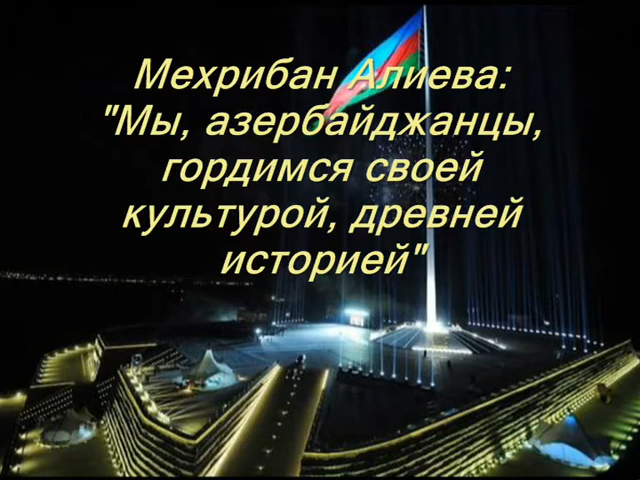 Мехрибан Алиева:
"Мы, азербайджанцы,
гордимся своей
культурой, древней
историей"